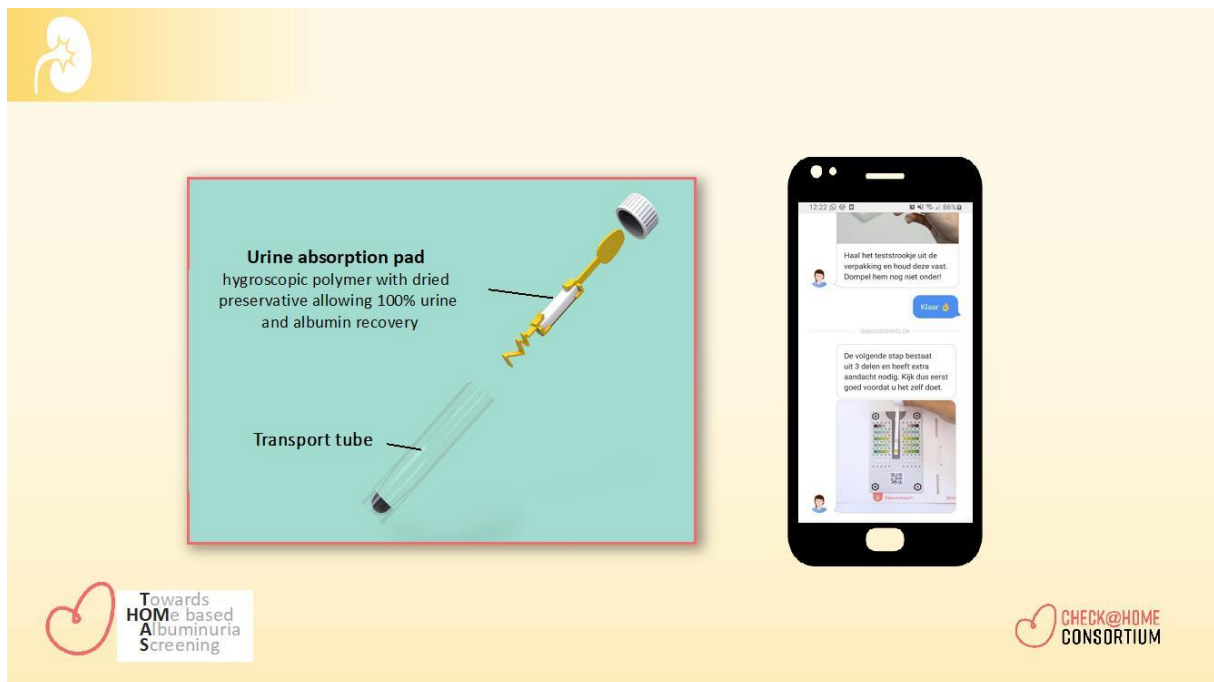 Urine absorption pad
hygroscopic polymer with dried
preservative allowing 100% urine
and albumin recovery
Transport tube
12:22
86%
Haal het teststrookje uit de
verpakking en houd deze vast.
Dompel hem nog niet onder!
Klaar 👌
De volgende stap bestaat
uit 3 delen en heeft extra
aandacht nodig. Kijk dus eerst
goed voordat u het zelf doet.
Towards
HOMe based
Albuminuria
Screening
CHECK@HOME
CONSORTIUM